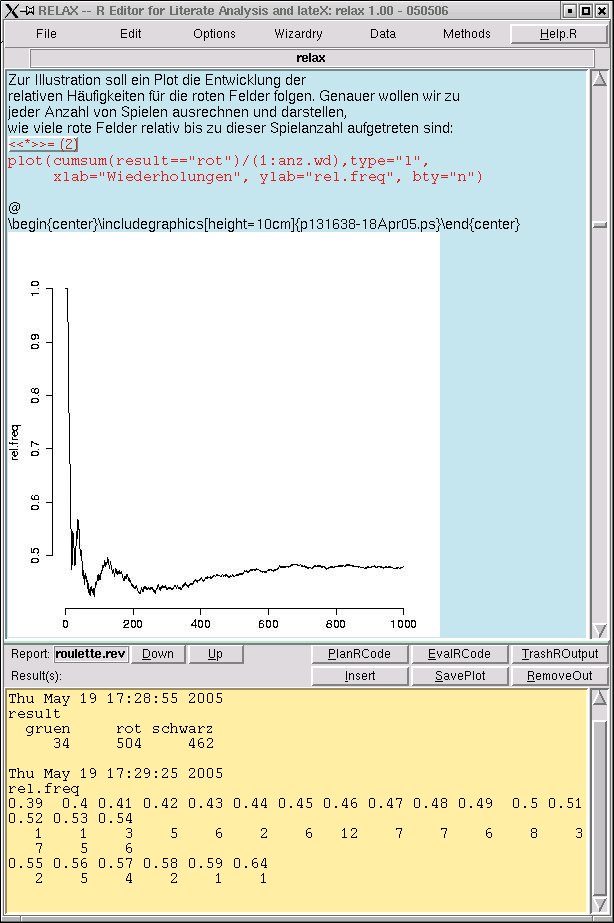 RELAX -- R Editor for Literate Analysis and lateX: relax 1.00 - 050506
File Edit Options Wizardry Data Methods Help.R
relax
Zur Illustration soll ein Plot die Entwicklung der
relativen Häufigkeiten für die roten Felder folgen. Genauer wollen wir zu
jeder Anzahl von Spielen ausrechnen und darstellen,
wie viele rote Felder relativ bis zu dieser Spielanzahl aufgetreten sind:
<<*>>= (2)
plot(cumsum(result=="rot")/(1:anz.wd),type="l",
xlab="Wiederholungen", ylab="rel.freq", bty="n")
@
\begin{center}\includegraphics[height=10cm]{p131638-18Apr05.ps}\end{center}
1.0
0.9
0.8
0.7
rel.freq
0.6
0.5
0 200 400 600 800 1000
Report: roulette.rev Down Up PlanRCode EvalRCode TrashROutput
Result(s): Insert SavePlot RemoveOut
Thu May 19 17:28:55 2005
result
gruen rot schwarz
34 504 462
Thu May 19 17:29:25 2005
rel.freq
0.39 0.4 0.41 0.42 0.43 0.44 0.45 0.46 0.47 0.48 0.49 0.5 0.51
0.52 0.53 0.54
1 1 3 5 6 2 6 12 7 7 6 8 3
7 5 6
0.55 0.56 0.57 0.58 0.59 0.64
2 5 4 2 1 1